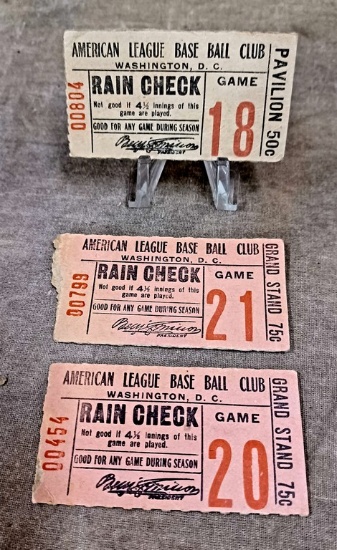 AMERICAN LEAGUE BASE BALL CLUB
WASHINGTON, D. C.
00804
RAIN CHECK
Not good if 4½ innings of this
game are played.
GOOD FOR ANY GAME DURING SEASON
PRESIDENT
GAME
18
PAVILION 50c
AMERICAN LEAGUE BASE BALL CLUB
WASHINGTON, D. C.
00799
RAIN CHECK
Not good if 4½ innings of this
game are played.
GOOD FOR ANY GAME DURING SEASON
PRESIDENT
GAME
21
GRAND STAND 75c
AMERICAN LEAGUE BASE BALL CLUB
WASHINGTON, D. C.
00454
RAIN CHECK
Not good if 4½ innings of this
game are played.
GOOD FOR ANY GAME DURING SEASON
PRESIDENT
GAME
20
GRAND STAND 75c